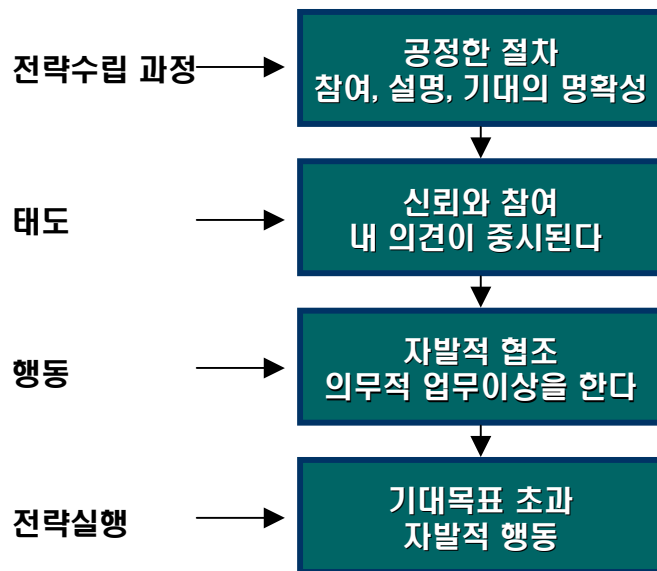 전략수립 과정
공정한 절차
참여, 설명, 기대의 명확성
태도
신뢰와 참여
내 의견이 중시된다
행동
자발적 협조
의무적 업무이상을 한다
전략실행
기대목표 초과
자발적 행동